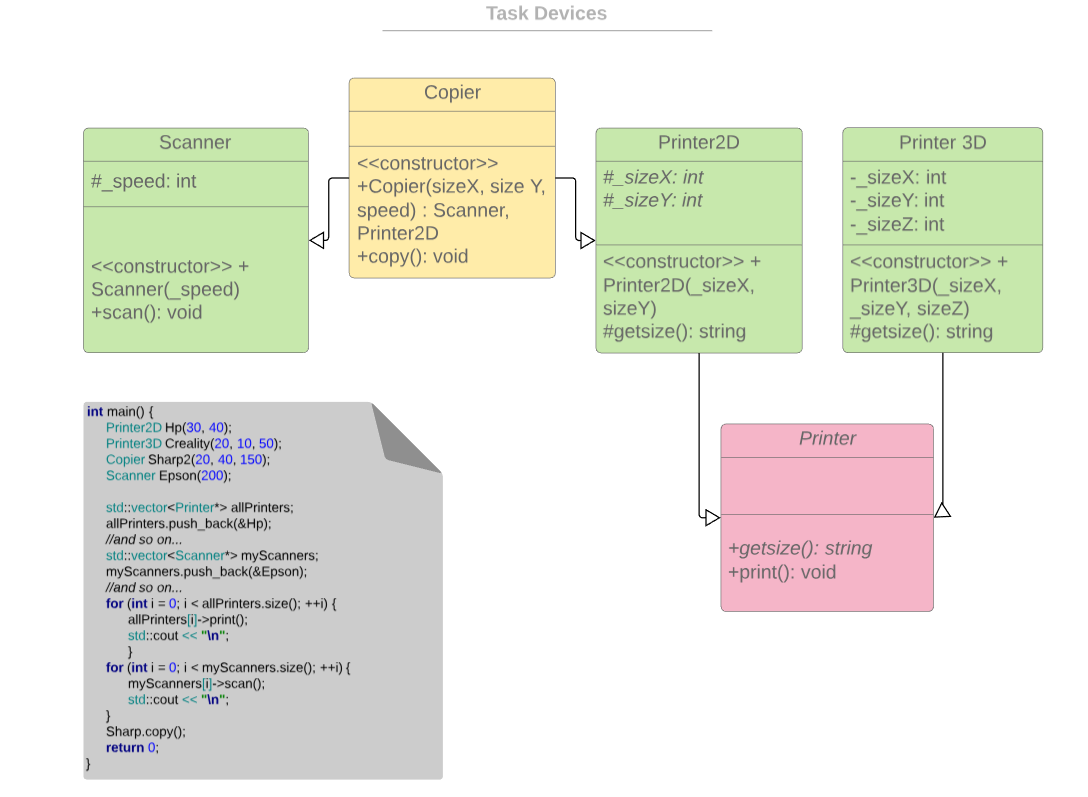 Task Devices
Copier
<<constructor>>
+Copier(sizeX, size Y,
speed) : Scanner,
Printer2D
+copy(): void
Scanner
#_speed: int
<<constructor>> +
Scanner(_speed)
+scan(): void
Printer2D
#_sizeX: int
#_sizeY: int
<<constructor>> +
Printer2D(_sizeX,
sizeY)
#getsize(): string
Printer 3D
-_sizeX: int
-_sizeY: int
-_sizeZ: int
<<constructor>> +
Printer3D(_sizeX,
_sizeY, sizeZ)
#getsize(): string
Printer
+getsize(): string
+print(): void
int main() {
Printer2D Hp(30, 40);
Printer3D Creality(20, 10, 50);
Copier Sharp2(20, 40, 150);
Scanner Epson(200);
std::vector<Printer*> allPrinters;
allPrinters.push_back(&Hp);
//and so on...
std::vector<Scanner*> myScanners;
myScanners.push_back(&Epson);
//and so on...
for (int i = 0; i < allPrinters.size(); ++i) {
allPrinters[i]->print();
std::cout << "\n";
}
for (int i = 0; i < myScanners.size(); ++i) {
myScanners[i]->scan();
std::cout << "\n";
}
Sharp.copy();
return 0;
}